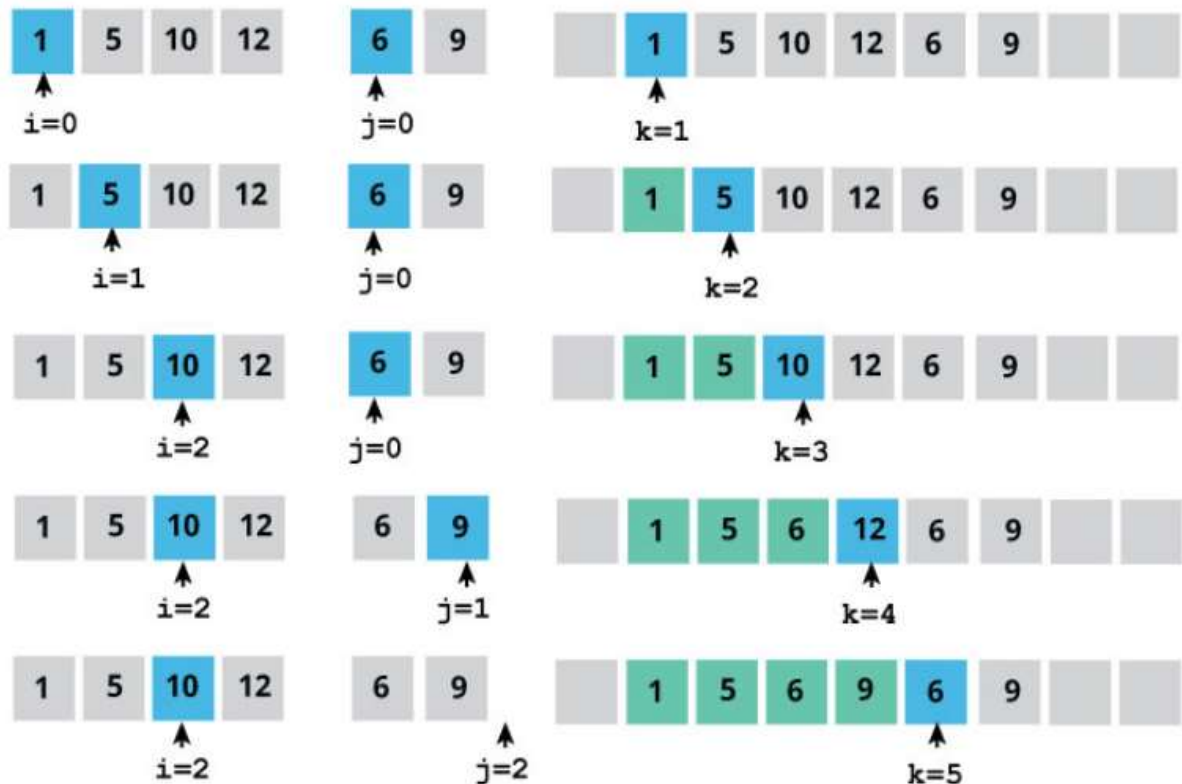 1 5 10 12 6 9 1 5 10 12 6 9
i=0 j=0 k=1
1 5 10 12 6 9 1 5 10 12 6 9
i=1 j=0 k=2
1 5 10 12 6 9 1 5 10 12 6 9
i=2 j=0 k=3
1 5 10 12 6 9 1 5 6 12 6 9
i=2 j=1 k=4
1 5 10 12 6 9 1 5 6 9 6 9
i=2 j=2 k=5